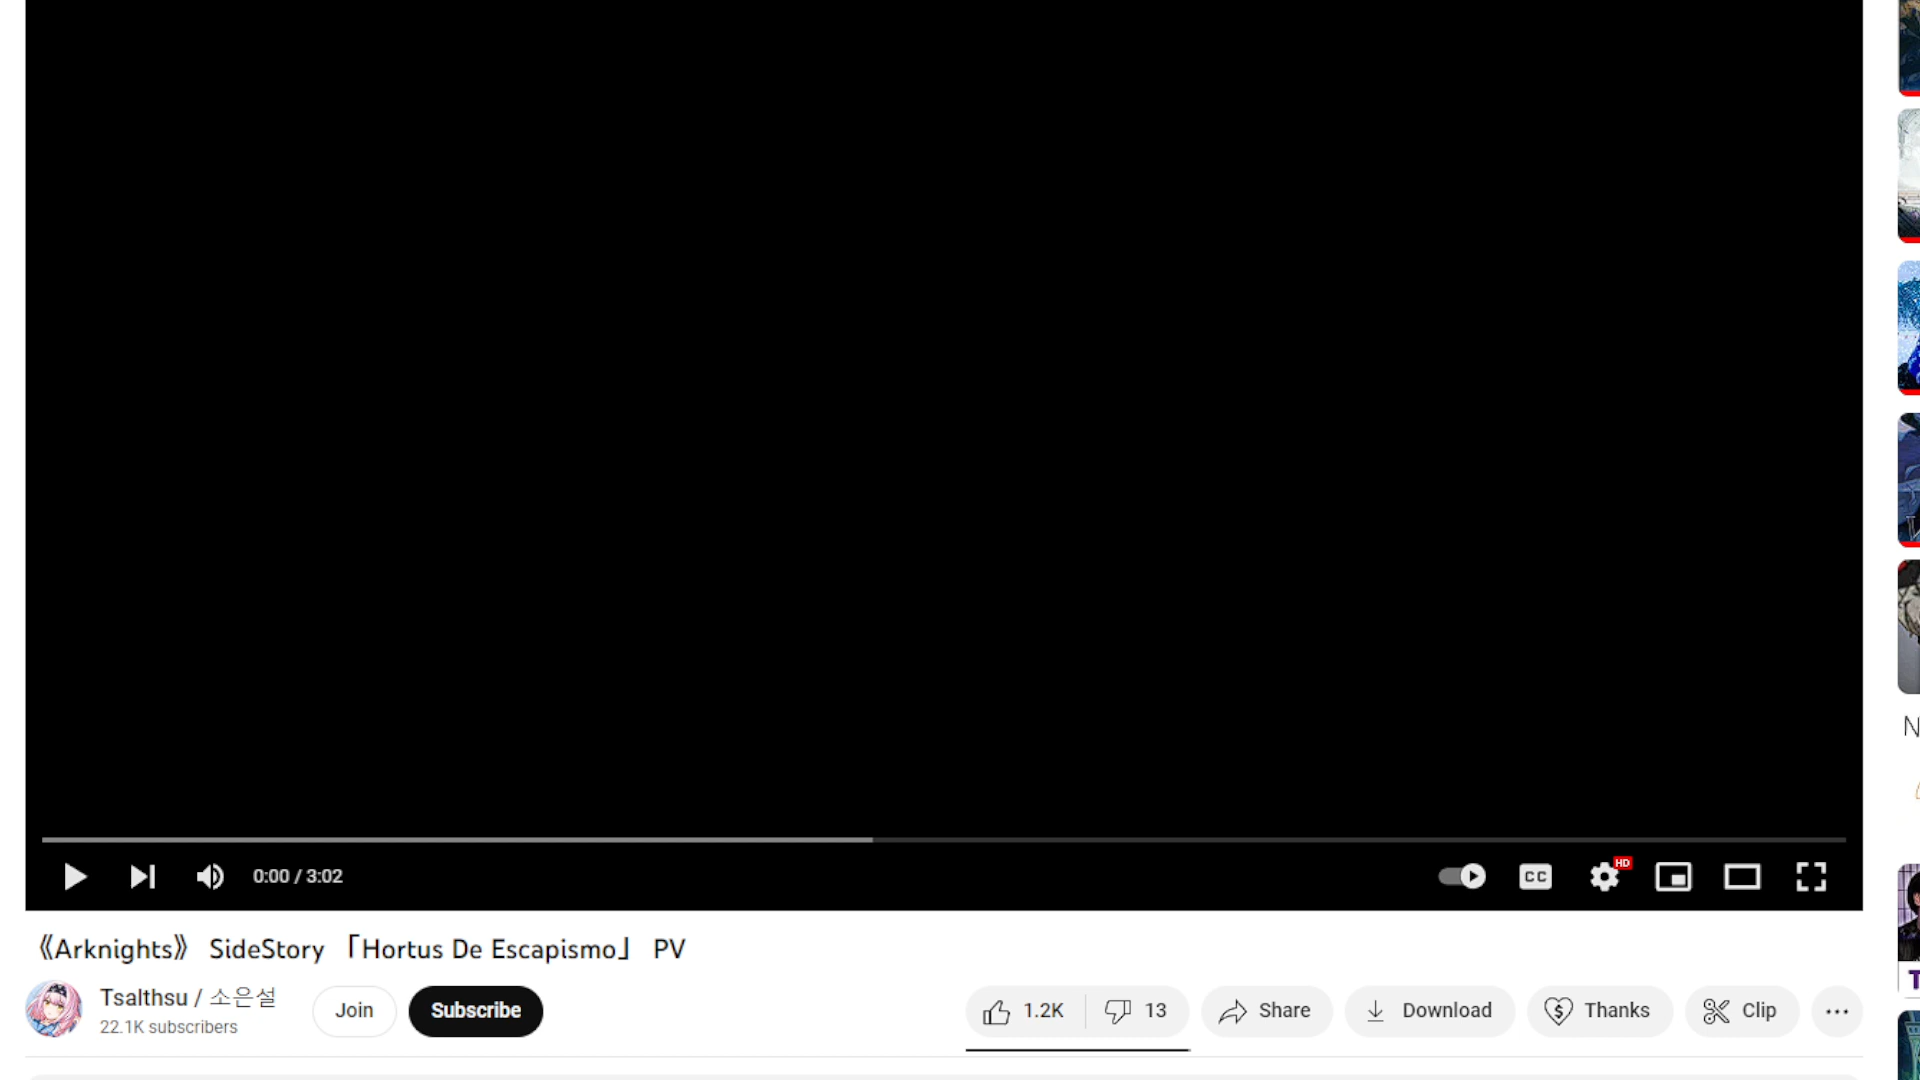 0:00 / 3:02
CC
HD
《Arknights》 SideStory 「Hortus De Escapismo」 PV
Tsalthsu / 소은설
22.1K subscribers
Join
Subscribe
1.2K
13
Share
Download
Thanks
Clip
N
T